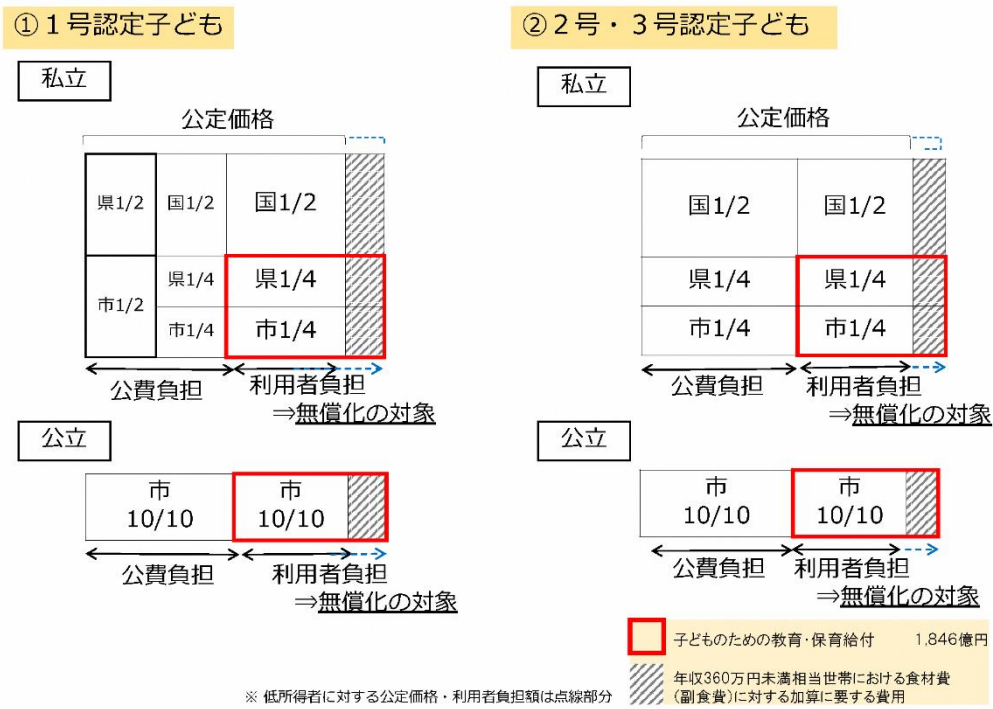 ①１号認定子ども
私立
公定価格
県1/2
国1/2
国1/2
市1/2
県1/4
県1/4
市1/4
市1/4
公費負担
利用者負担
⇒無償化の対象
公立
市
10/10
市
10/10
公費負担
利用者負担
⇒無償化の対象
②２号・３号認定子ども
私立
公定価格
国1/2
国1/2
県1/4
県1/4
市1/4
市1/4
公費負担
利用者負担
⇒無償化の対象
公立
市
10/10
市
10/10
公費負担
利用者負担
⇒無償化の対象
子どものための教育・保育給付 1,846億円
年収360万円未満相当世帯における食材費
(副食費)に対する加算に要する費用
※ 低所得者に対する公定価格・利用者負担額は点線部分